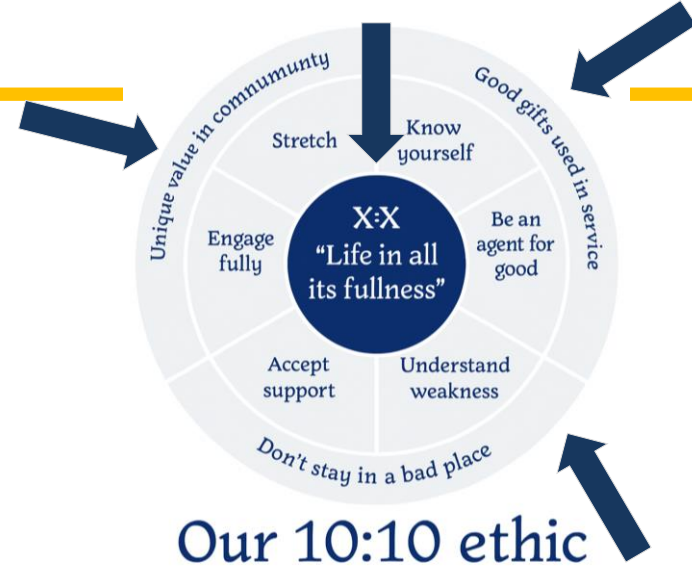 Unique value in comnumunty
Good gifts used in service
Stretch
Know
yourself
Engage
fully
X:X
"Life in all
its fullness"
Be an
agent for
good
Accept
support
Understand
weakness
Don't stay in a bad place
Our 10:10 ethic